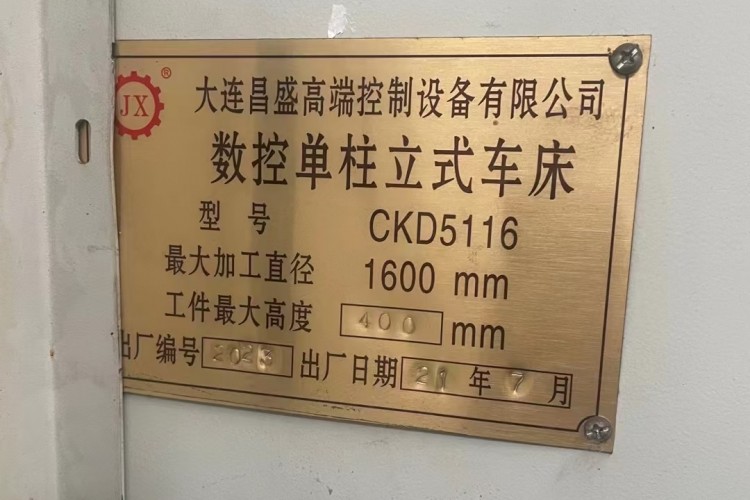 JX ®
大连昌盛高端控制设备有限公司
数控单柱立式车床
型 号 CKD5116
最大加工直径 1600 mm
工件最大高度 400 mm
出厂编号 2023 出厂日期 21 年 7 月